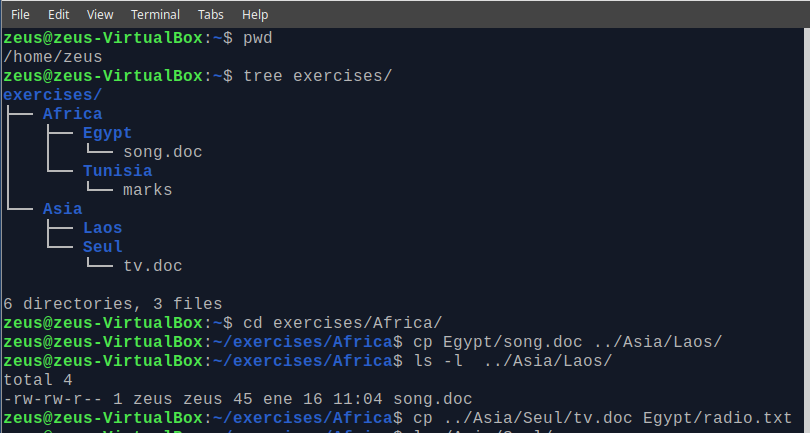 File Edit View Terminal Tabs Help
zeus@zeus-VirtualBox:~$ pwd
/home/zeus
zeus@zeus-VirtualBox:~$ tree exercises/
exercises/
├── Africa
│   ├── Egypt
│   │   └── song.doc
│   └── Tunisia
│       └── marks
└── Asia
    ├── Laos
    └── Seul
        └── tv.doc
6 directories, 3 files
zeus@zeus-VirtualBox:~$ cd exercises/Africa/
zeus@zeus-VirtualBox:~/exercises/Africa$ cp Egypt/song.doc ../Asia/Laos/
zeus@zeus-VirtualBox:~/exercises/Africa$ ls -l  ../Asia/Laos/
total 4
-rw-rw-r-- 1 zeus zeus 45 ene 16 11:04 song.doc
zeus@zeus-VirtualBox:~/exercises/Africa$ cp ../Asia/Seul/tv.doc Egypt/radio.txt